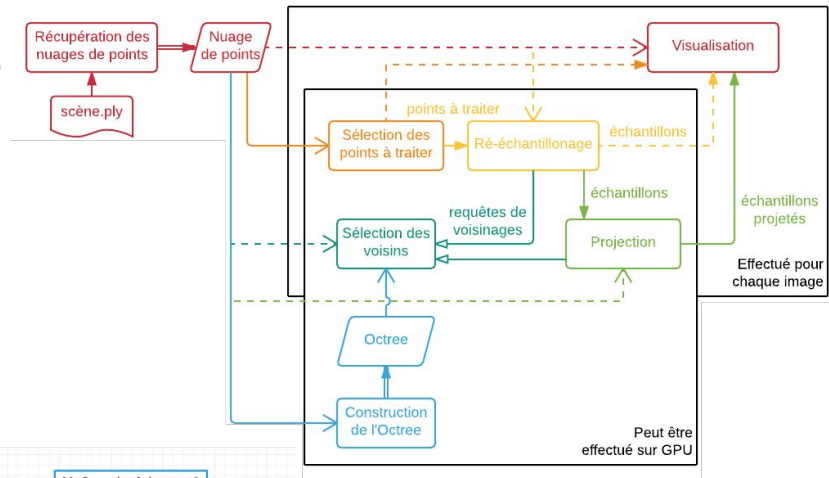 Récupération des
nuages de points
Nuage
de points
Visualisation
scène.ply
points à traiter
Sélection des
points à traiter
Ré-échantillonage
échantillons
échantillons
échantillons
projetés
requêtes de
voisinages
Sélection des
voisins
Projection
Effectué pour
chaque image
Octree
Construction
de l'Octree
Peut être
effectué sur GPU